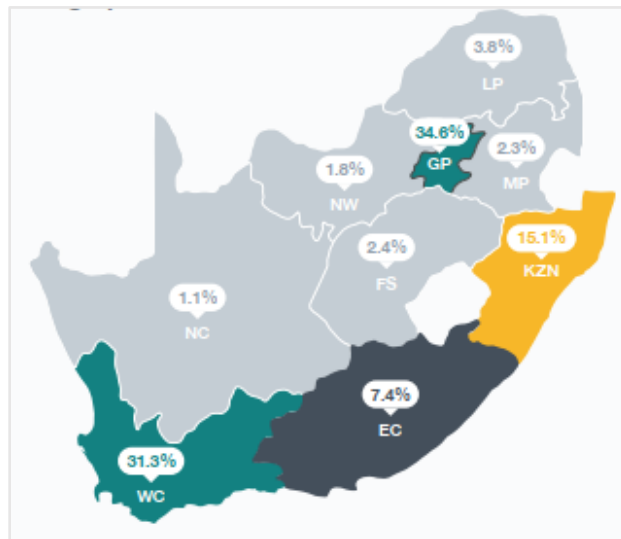 3.8%
LP
34.6%
GP
2.3%
MP
1.8%
NW
15.1%
KZN
2.4%
FS
1.1%
NC
7.4%
EC
31.3%
WC